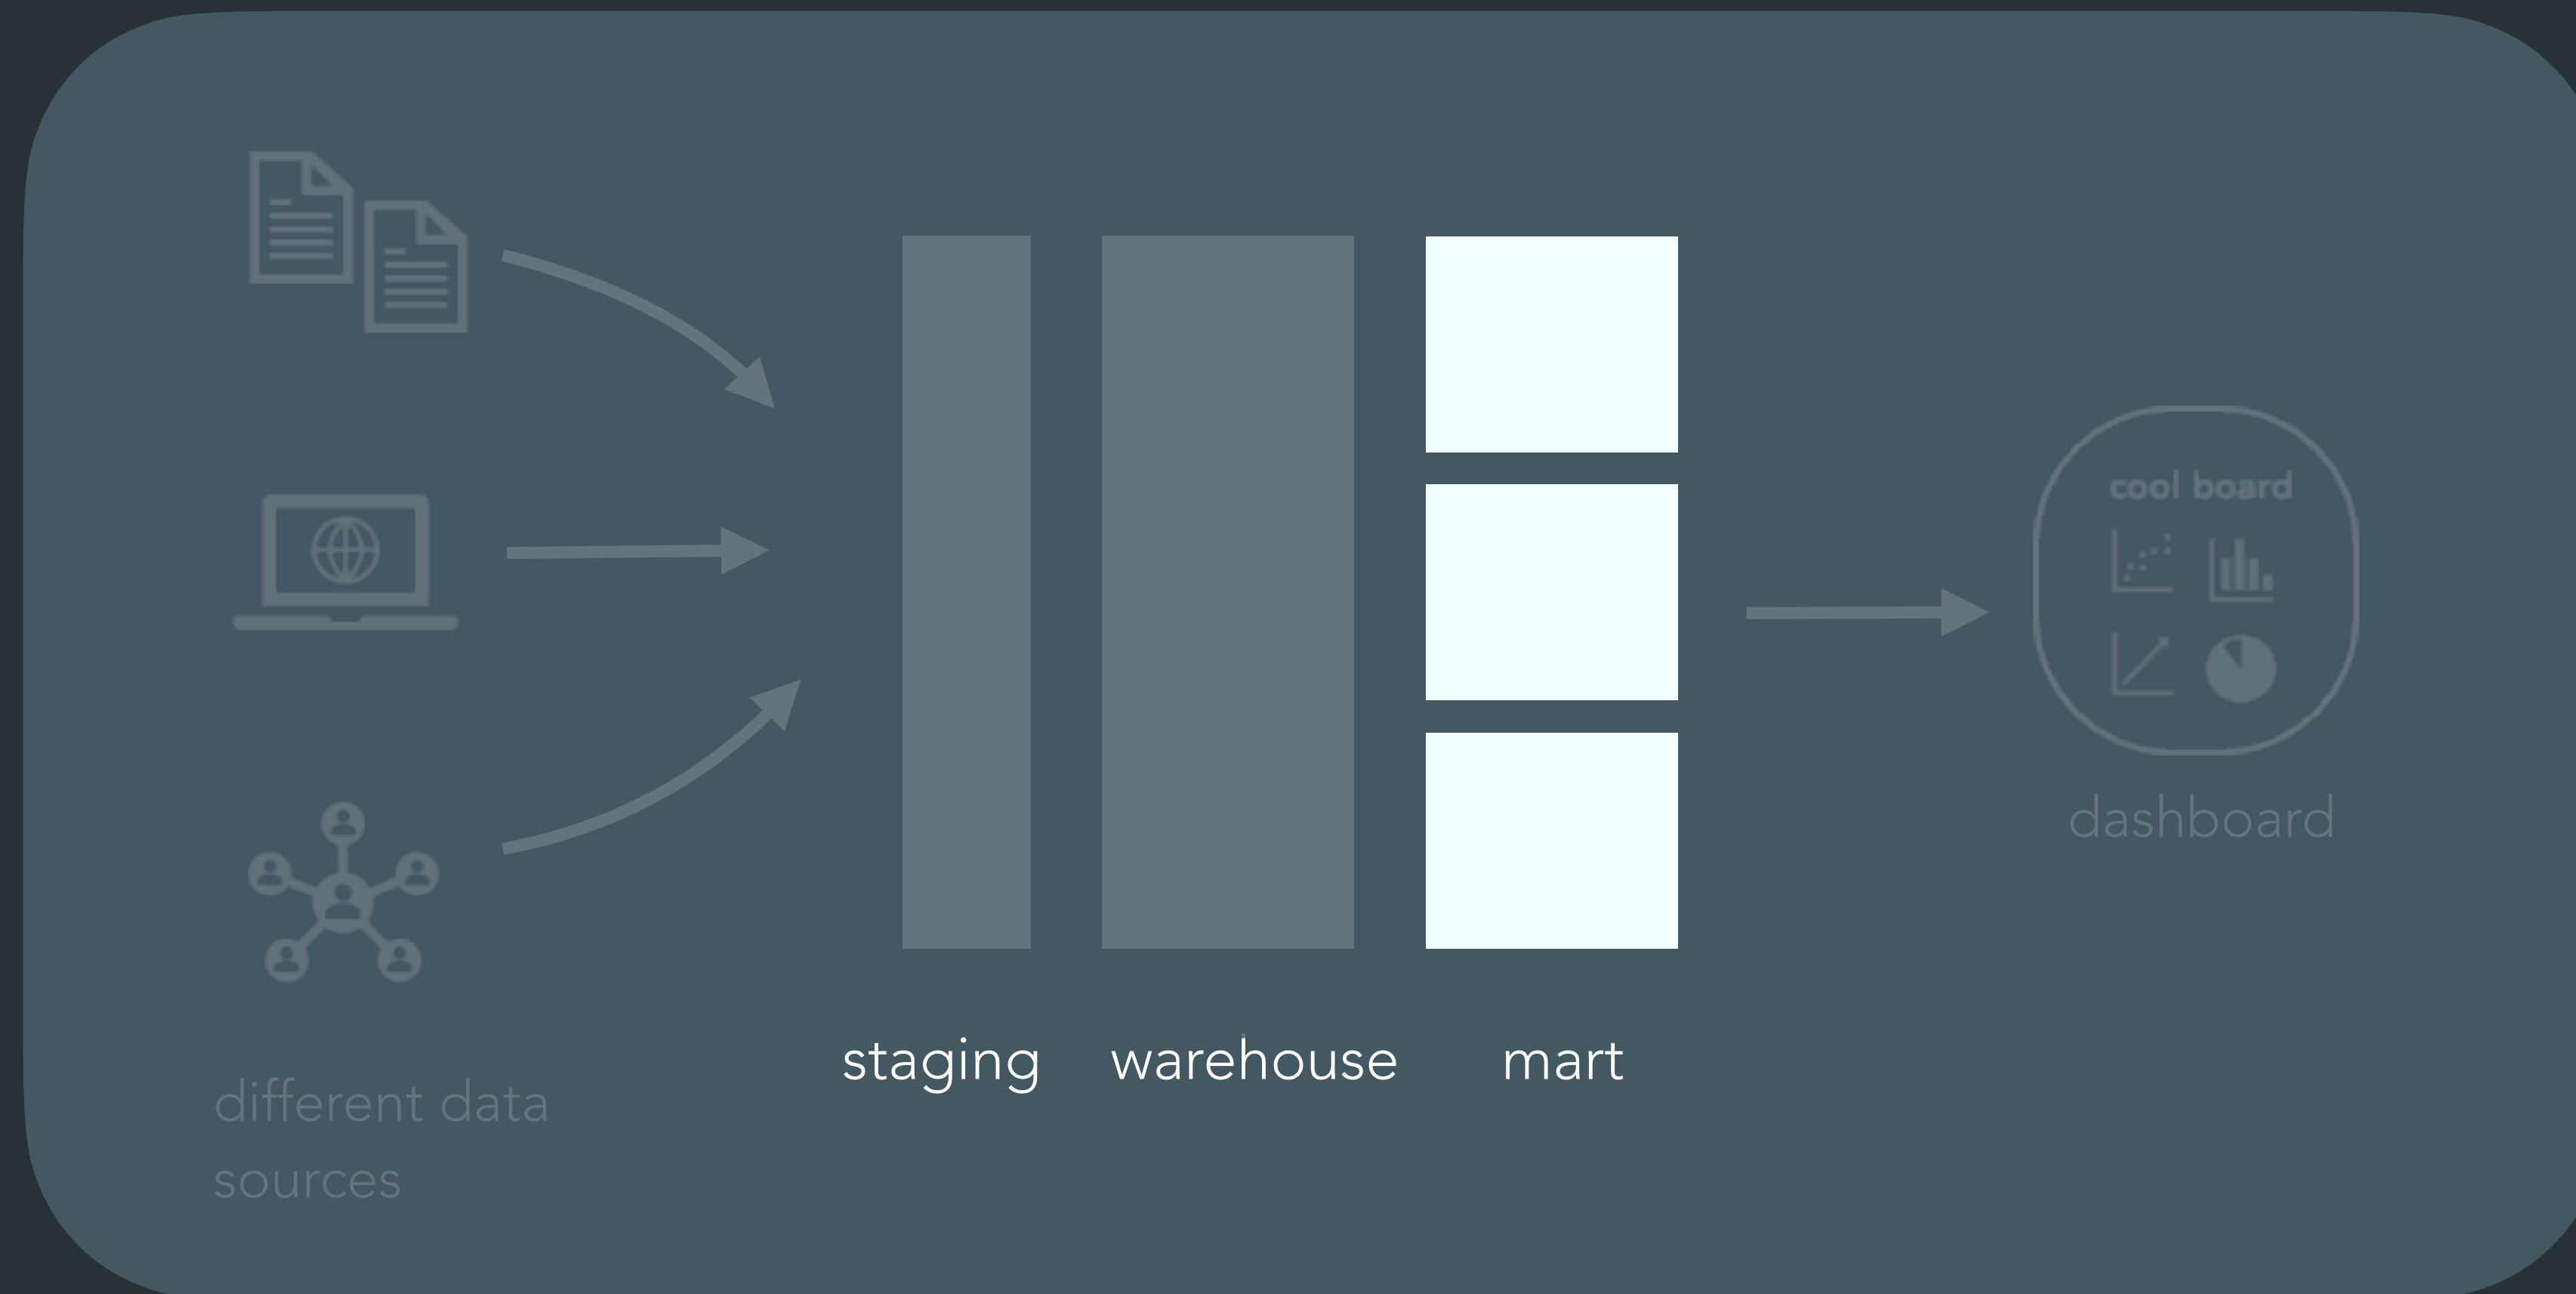 cool board
dashboard
staging
warehouse
mart
different data
sources